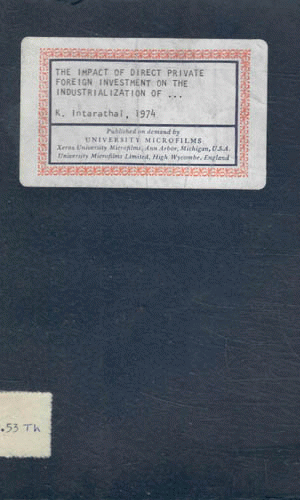 THE IMPACT OF DIRECT PRIVATE
FOREIGN INVESTMENT ON THE
INDUSTRIALIZATION OF ...
K. Intarathai, 1974
Published on demand by
UNIVERSITY MICROFILMS
Xerox University Microfilms, Ann Arbor, Michigan, U.S.A.
University Microfilms Limited, High Wycombe, England
.53 Th